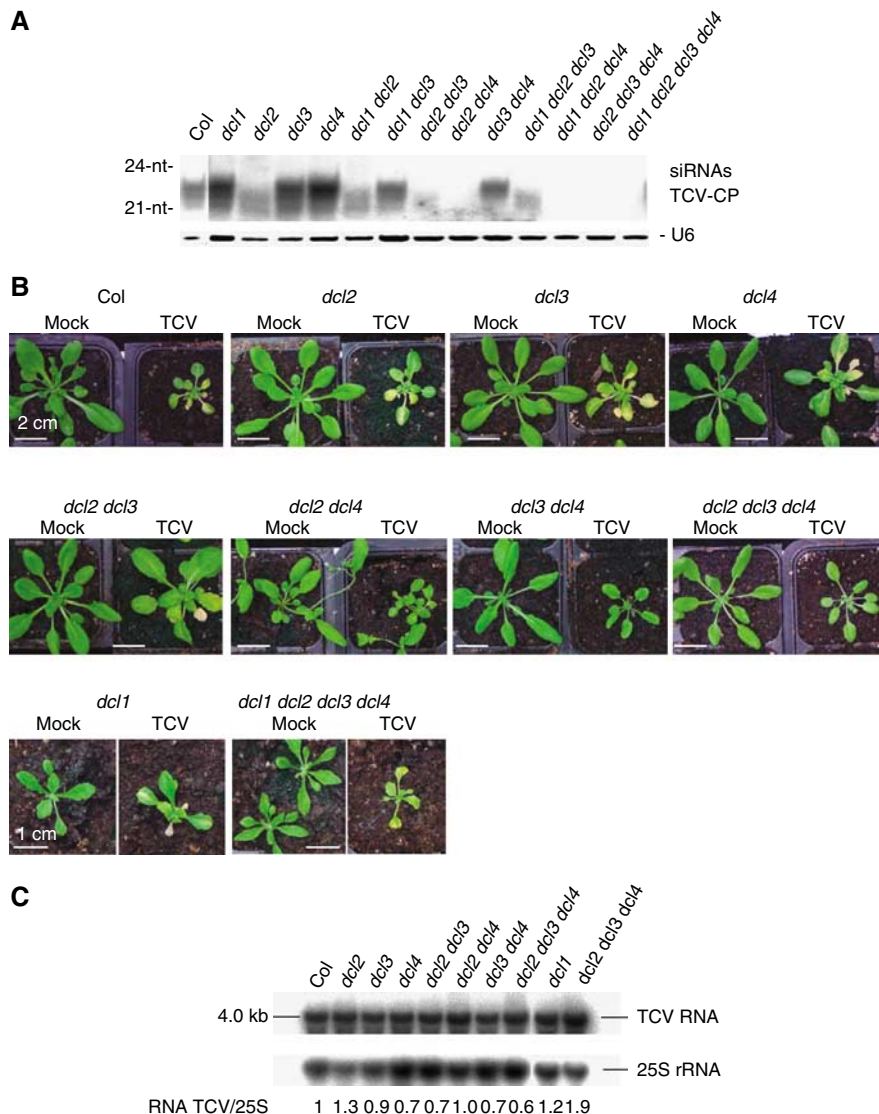 A
Col
dcl1
dcl2
dcl3
dcl4
dcl1 dcl2
dcl1 dcl3
dcl2 dcl3
dcl2 dcl4
dcl3 dcl4
dcl1 dcl2 dcl3
dcl1 dcl2 dcl4
dcl2 dcl3 dcl4
dcl1 dcl2 dcl3 dcl4
24-nt-
21-nt-
siRNAs
TCV-CP
- U6
B
Col dcl2 dcl3 dcl4
Mock TCV Mock TCV Mock TCV Mock TCV
2 cm
dcl2 dcl3 dcl2 dcl4 dcl3 dcl4 dcl2 dcl3 dcl4
Mock TCV Mock TCV Mock TCV Mock TCV
dcl1 dcl1 dcl2 dcl3 dcl4
Mock TCV Mock TCV
1 cm
C
Col
dcl2
dcl3
dcl4
dcl2 dcl3
dcl2 dcl4
dcl3 dcl4
dcl2 dcl3 dcl4
dcl1
dcl2 dcl3 dcl4
4.0 kb TCV RNA
25S rRNA
RNA TCV/25S 1 1.3 0.9 0.7 0.7 1.0 0.7 0.6 1.2 1.9